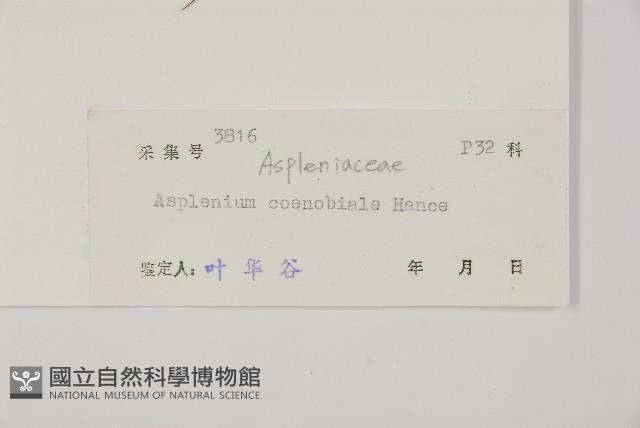 采集号 3816 P32 科
Aspleniaceae
Asplenium coenobiale Hance
鉴定人: 叶华谷 年 月 日
國立自然科學博物館
NATIONAL MUSEUM OF NATURAL SCIENCE